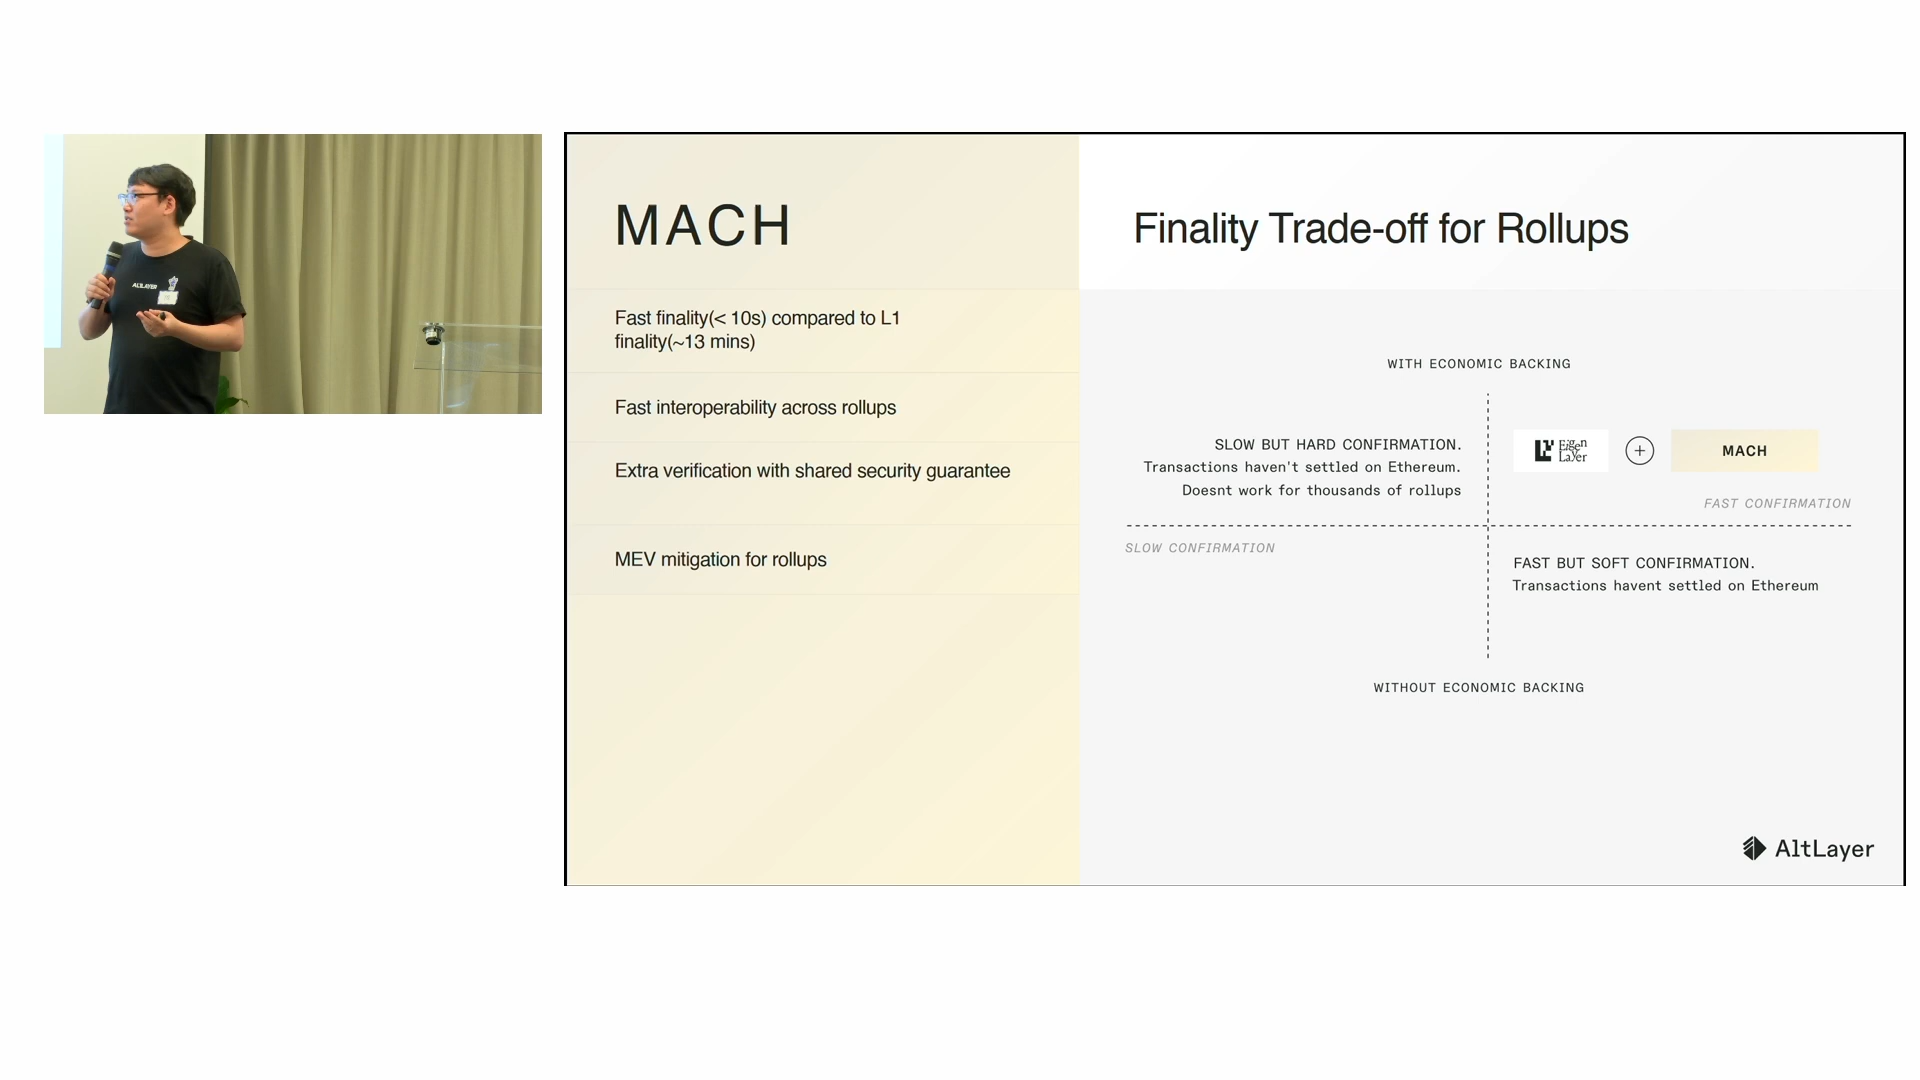 ALTLAYER
MACH
Fast finality(< 10s) compared to L1
finality(~13 mins)
Fast interoperability across rollups
Extra verification with shared security guarantee
MEV mitigation for rollups
Finality Trade-off for Rollups
WITH ECONOMIC BACKING
SLOW BUT HARD CONFIRMATION.
Transactions haven't settled on Ethereum.
Doesnt work for thousands of rollups
Eigen
Layer
MACH
FAST CONFIRMATION
SLOW CONFIRMATION
FAST BUT SOFT CONFIRMATION.
Transactions havent settled on Ethereum
WITHOUT ECONOMIC BACKING
AltLayer